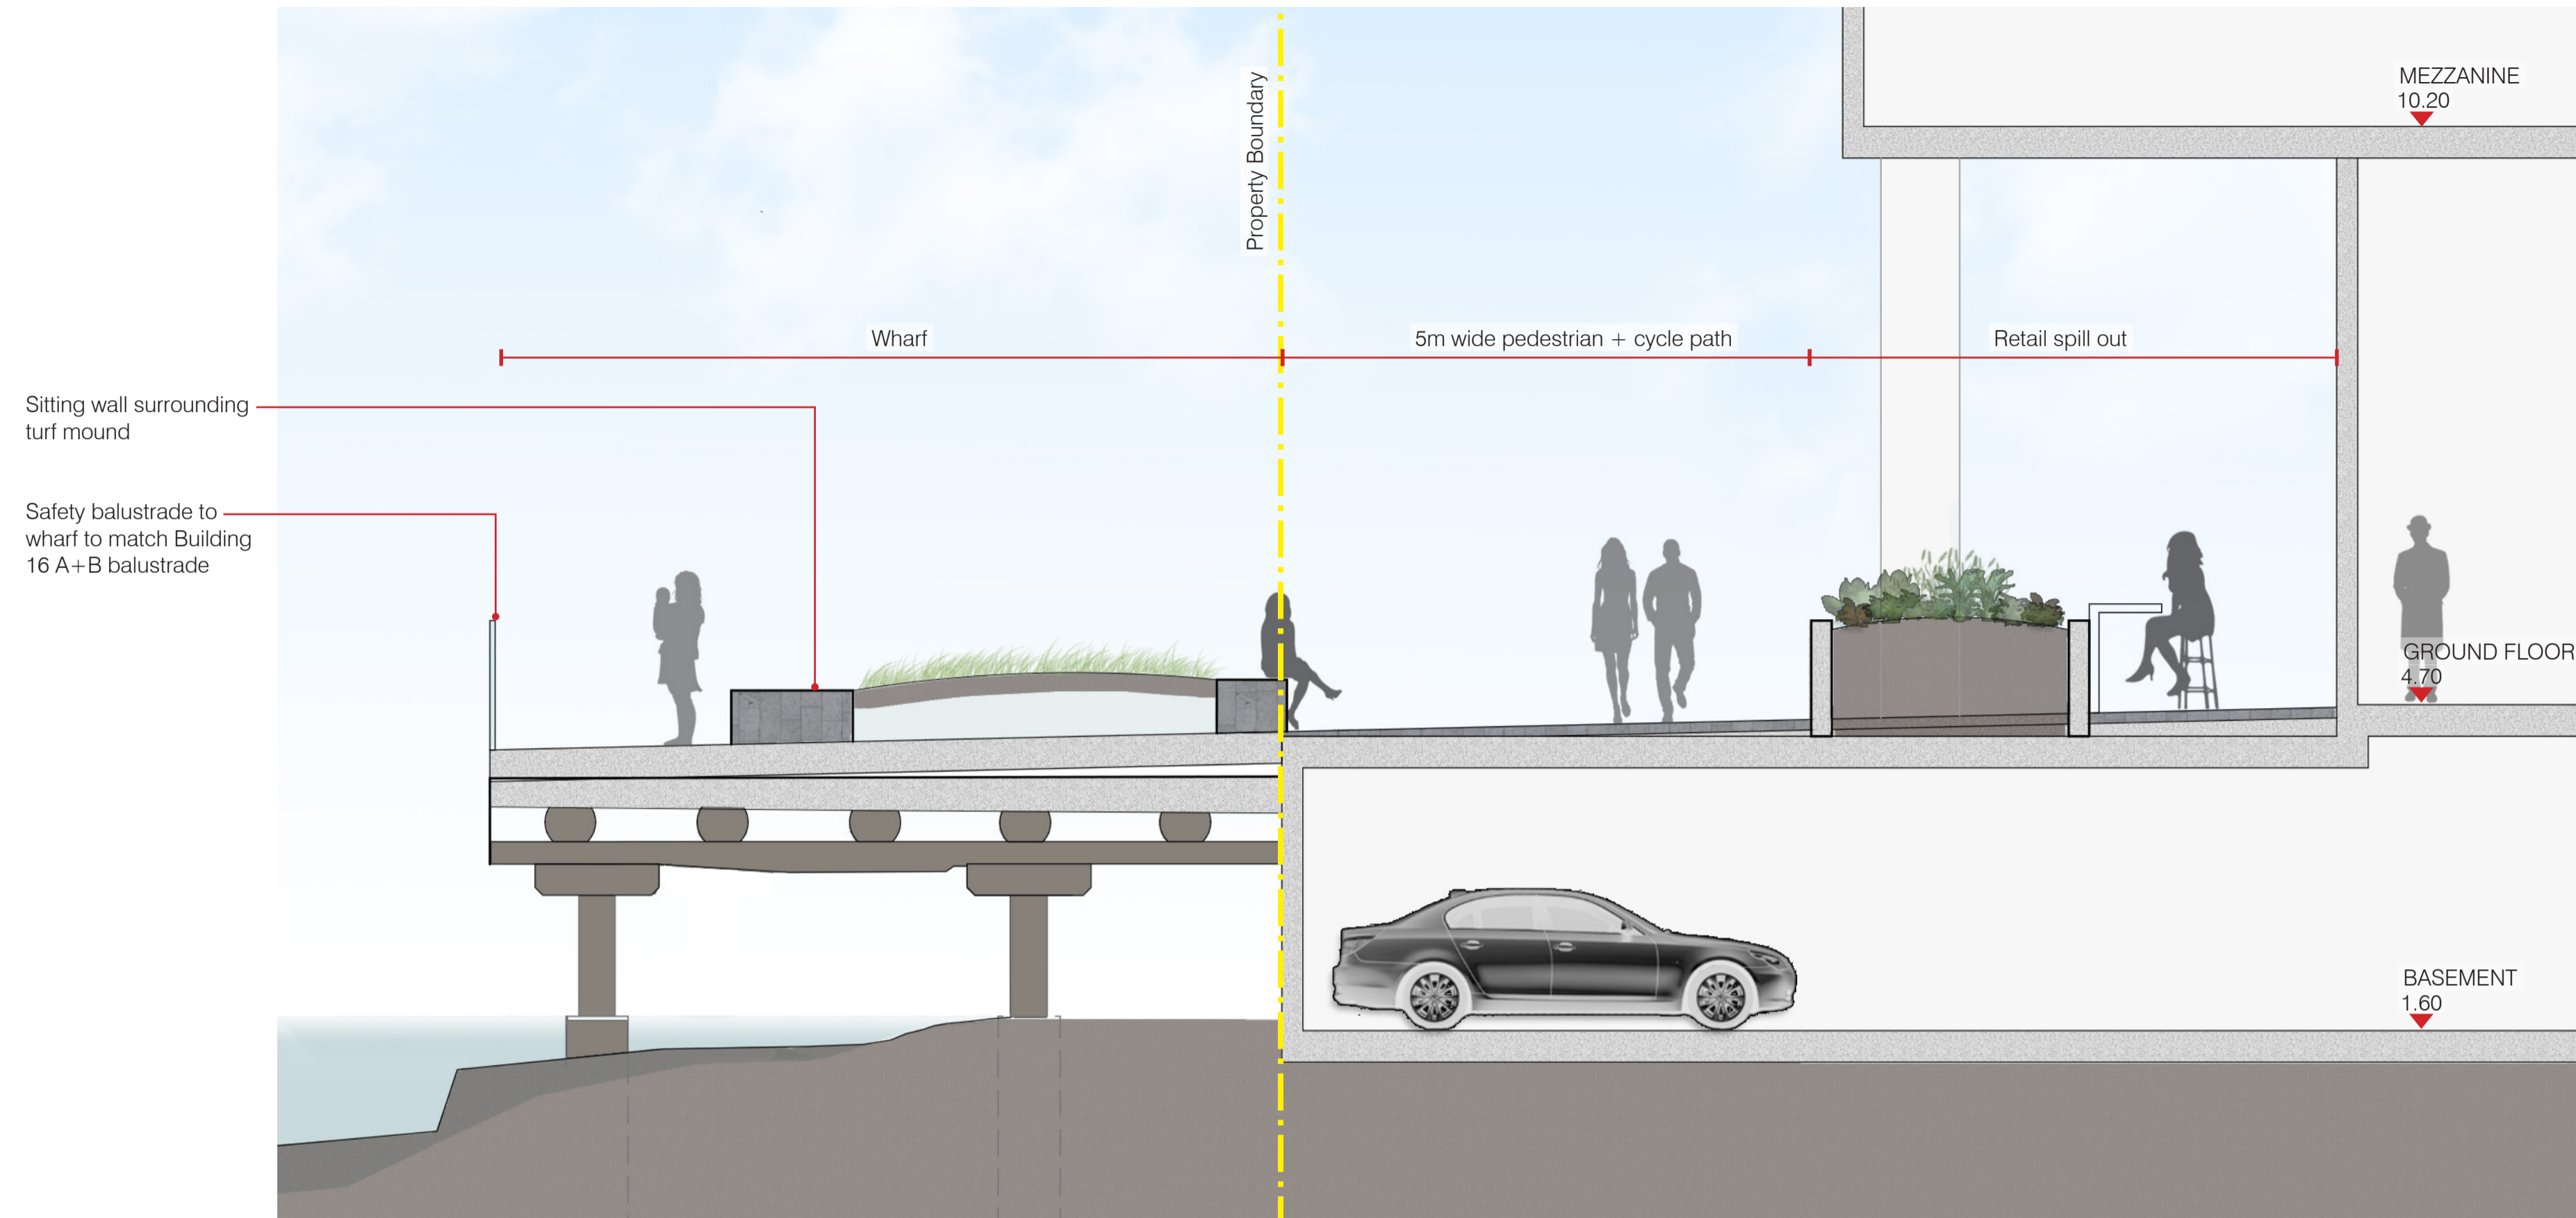 MEZZANINE
10.20
Property Boundary
Wharf
5m wide pedestrian + cycle path
Retail spill out
Sitting wall surrounding
turf mound
Safety balustrade to
wharf to match Building
16 A+B balustrade
GROUND FLOOR
4.70
BASEMENT
1.60